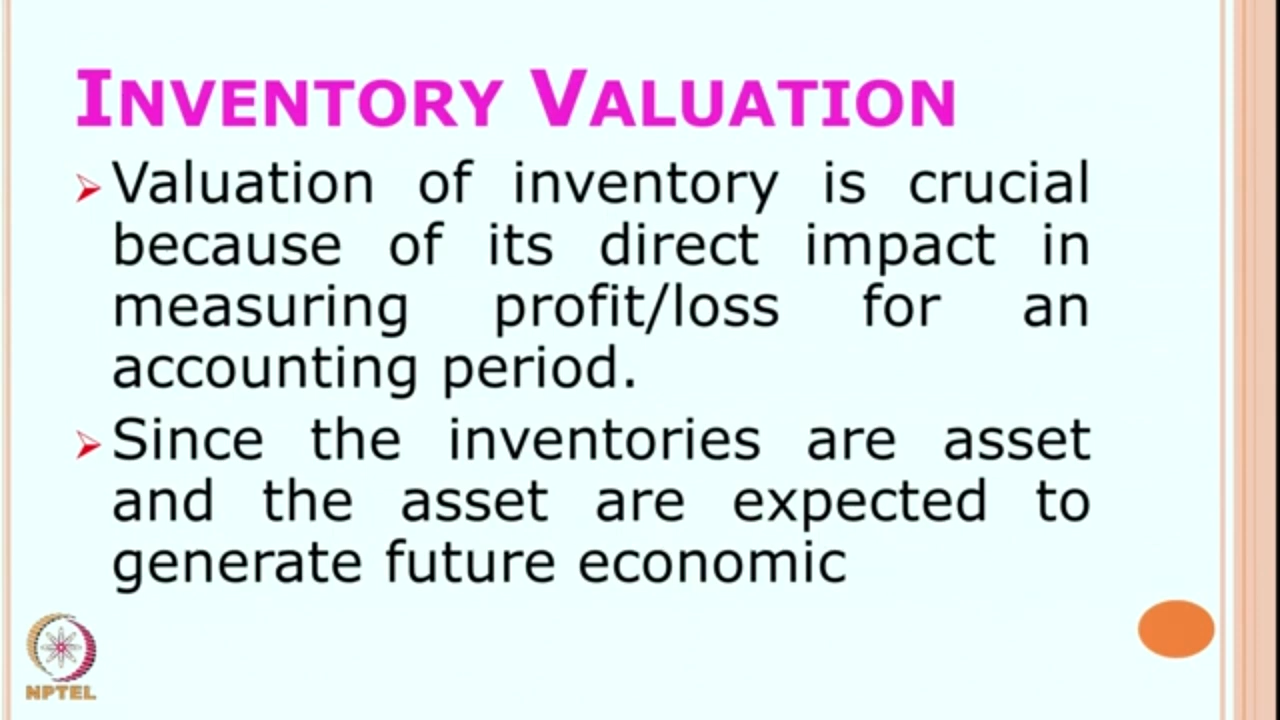 INVENTORY VALUATION
Valuation of inventory is crucial
because of its direct impact in
measuring profit/loss for an
accounting period.
Since the inventories are asset
and the asset are expected to
generate future economic
NPTEL